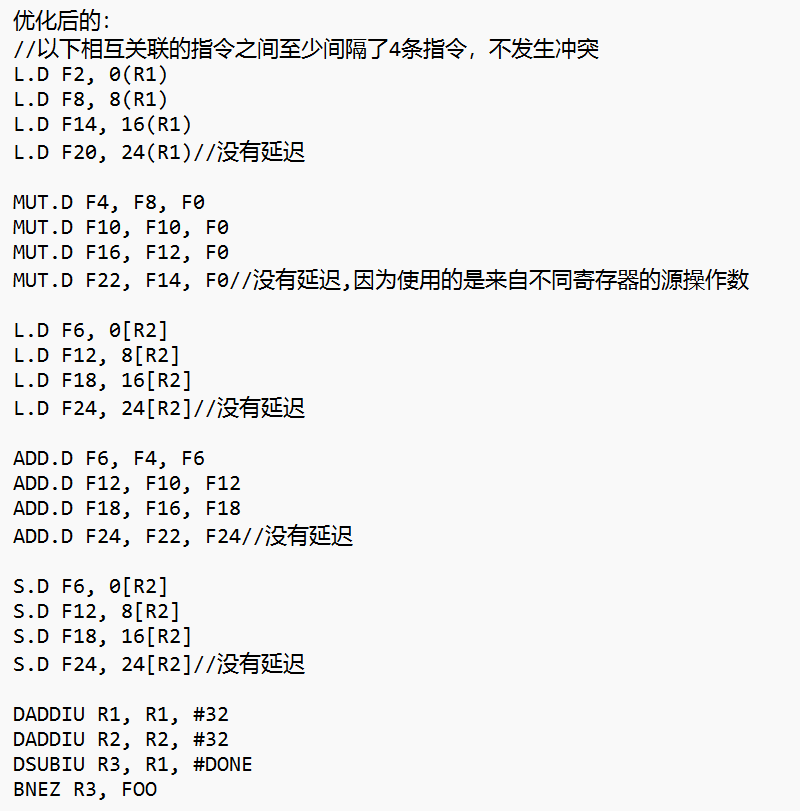 优化后的：
//以下相互关联的指令之间至少间隔了4条指令，不发生冲突
L.D F2, 0(R1)
L.D F8, 8(R1)
L.D F14, 16(R1)
L.D F20, 24(R1)//没有延迟
MUT.D F4, F8, F0
MUT.D F10, F10, F0
MUT.D F16, F12, F0
MUT.D F22, F14, F0//没有延迟,因为使用的是来自不同寄存器的源操作数
L.D F6, 0[R2]
L.D F12, 8[R2]
L.D F18, 16[R2]
L.D F24, 24[R2]//没有延迟
ADD.D F6, F4, F6
ADD.D F12, F10, F12
ADD.D F18, F16, F18
ADD.D F24, F22, F24//没有延迟
S.D F6, 0[R2]
S.D F12, 8[R2]
S.D F18, 16[R2]
S.D F24, 24[R2]//没有延迟
DADDIU R1, R1, #32
DADDIU R2, R2, #32
DSUBIU R3, R1, #DONE
BNEZ R3, FOO